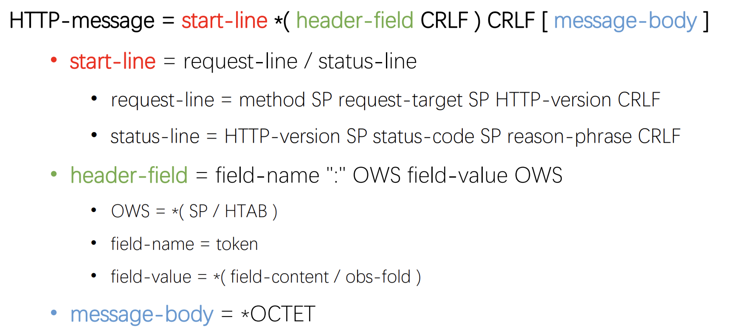 HTTP-message = start-line *( header-field CRLF ) CRLF [ message-body ]
• start-line = request-line / status-line
• request-line = method SP request-target SP HTTP-version CRLF
• status-line = HTTP-version SP status-code SP reason-phrase CRLF
• header-field = field-name ":" OWS field-value OWS
• OWS = *( SP / HTAB )
• field-name = token
• field-value = *( field-content / obs-fold )
• message-body = *OCTET